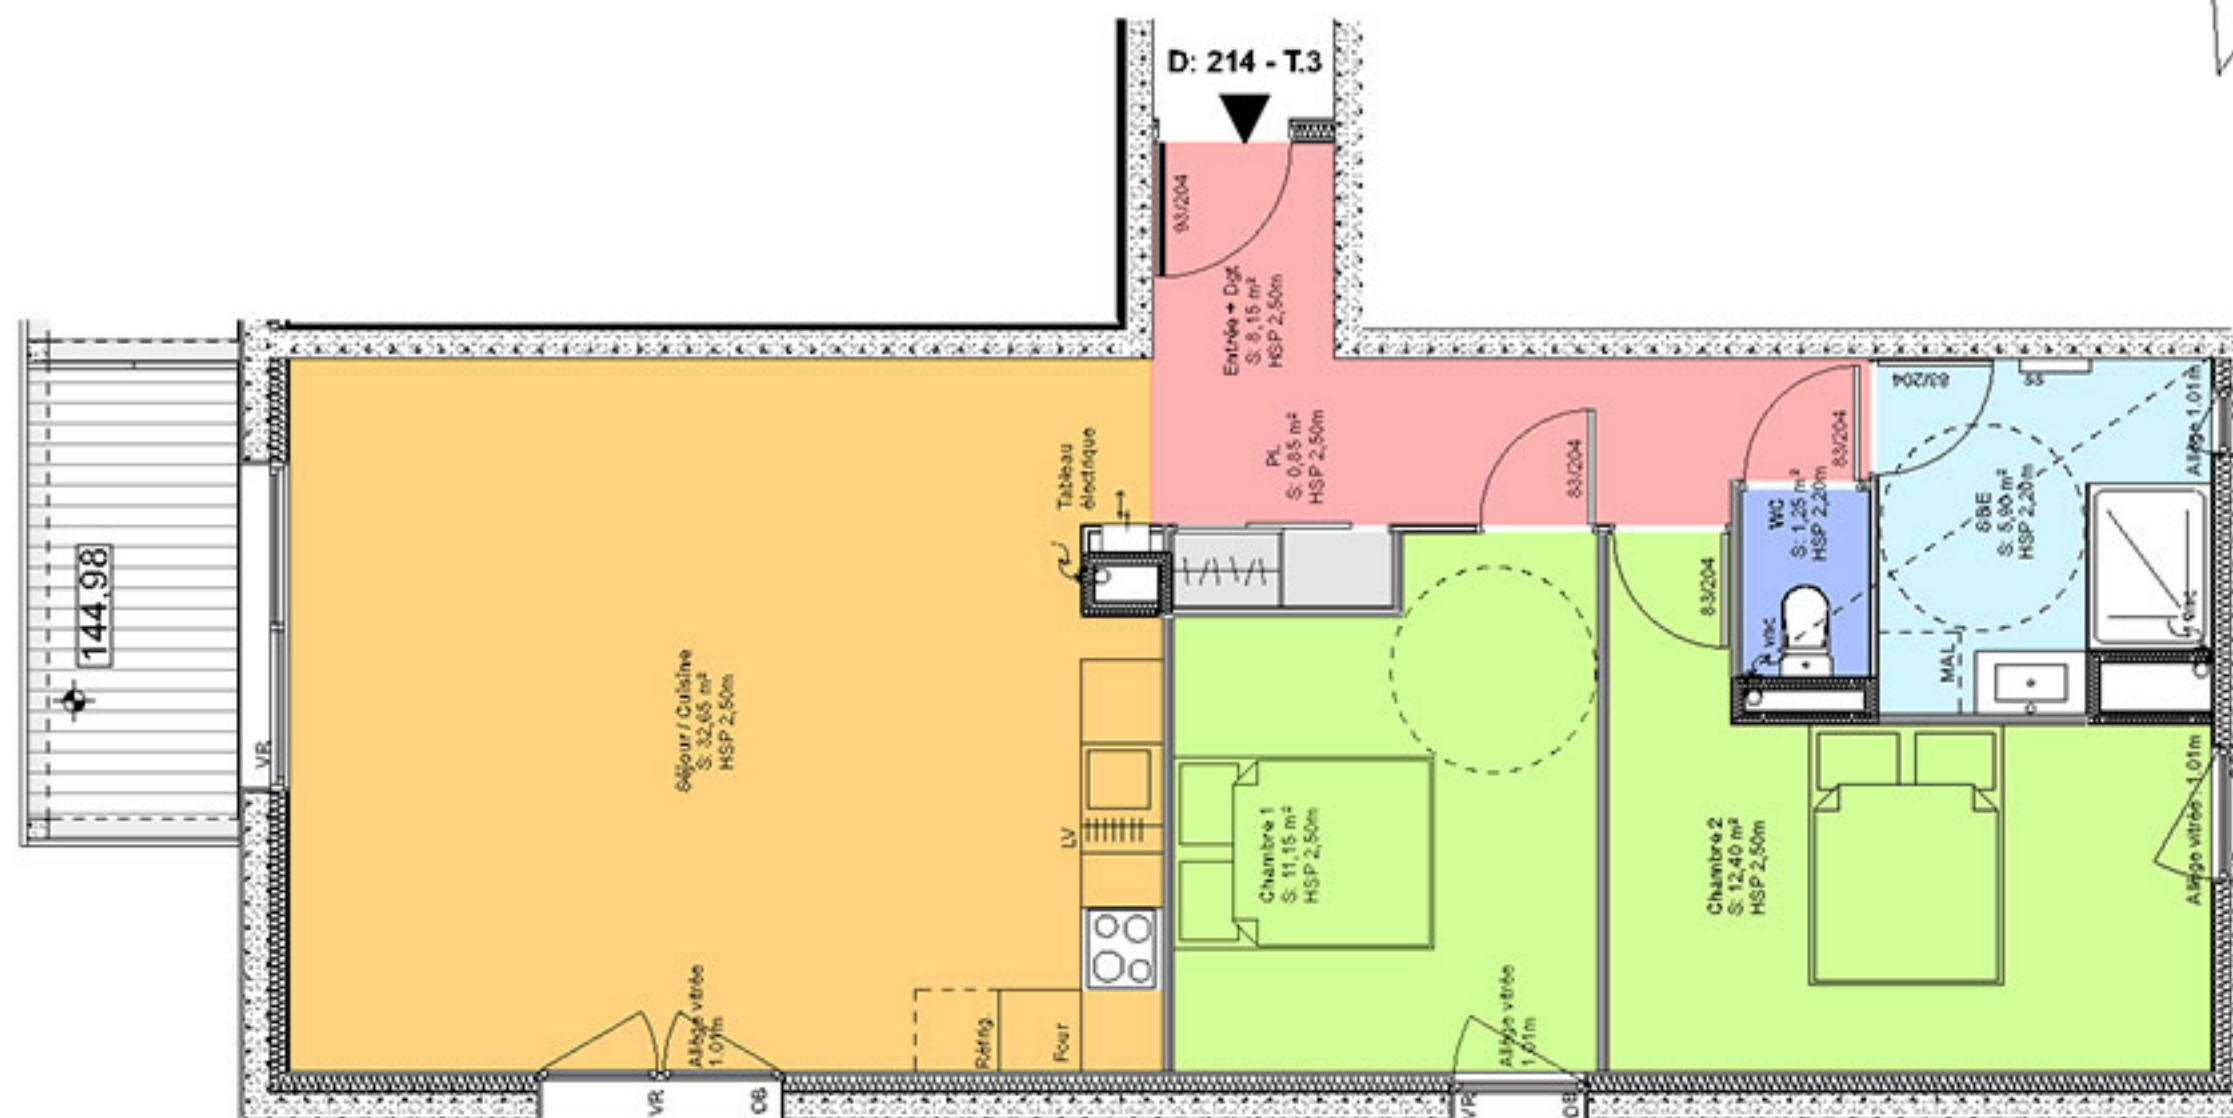 D: 214 - T.3
93/204
Entrée + Dgt
S: 8,15 m²
HSP 2,50m
PL
S: 0,85 m²
HSP 2,50m
83/204
83/204
83/204
83/204
SS
Allège 1.01m
Tableau
électrique
WC
S: 1,25 m²
HSP 2,20m
SBE
S: 5,90 m²
HSP 2,20m
VMC
VMC
MAL
144,98
VR
Séjour / Cuisine
S: 32,65 m²
HSP 2,50m
LV
Chambre 1
S: 11,15 m²
HSP 2,50m
Chambre 2
S: 12,40 m²
HSP 2,50m
Allège vitrée : 1.01m
Allège vitrée
1.01m
Réfrig.
Four
Allège vitrée
1.01m
VR
OB
VR
OB